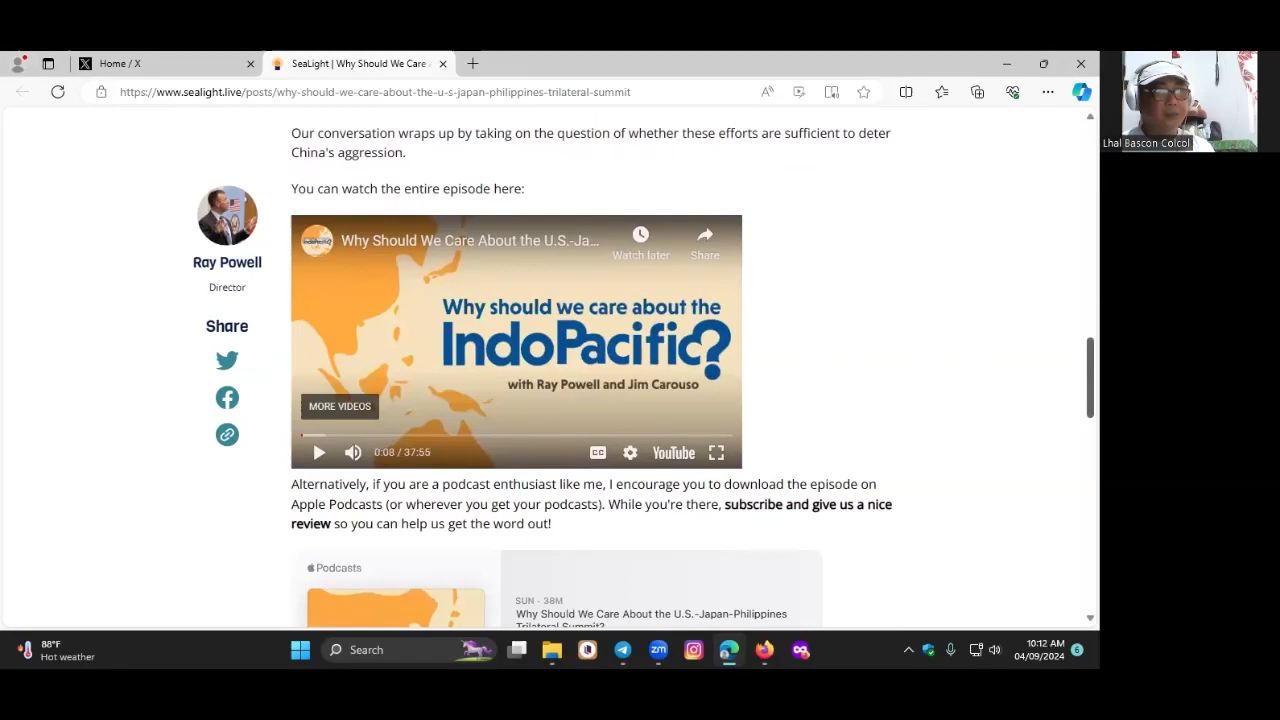 Home / X
SeaLight | Why Should We Care
https://www.sealight.live/posts/why-should-we-care-about-the-u-s-japan-philippines-trilateral-summit
Lhal Bascon Colcol
Our conversation wraps up by taking on the question of whether these efforts are sufficient to deter
China's aggression.
You can watch the entire episode here:
Ray Powell
Director
Share
Why Should We Care About the U.S.-Ja...
Watch later
Share
Why should we care about the
IndoPacific?
with Ray Powell and Jim Carouso
MORE VIDEOS
0:08 / 37:55
CC
YouTube
Alternatively, if you are a podcast enthusiast like me, I encourage you to download the episode on
Apple Podcasts (or wherever you get your podcasts). While you're there, subscribe and give us a nice
review so you can help us get the word out!
Podcasts
SUN - 38M
Why Should We Care About the U.S.-Japan-Philippines
Trilateral Summit?
88°F
Hot weather
Search
zm
10:12 AM
04/09/2024
6